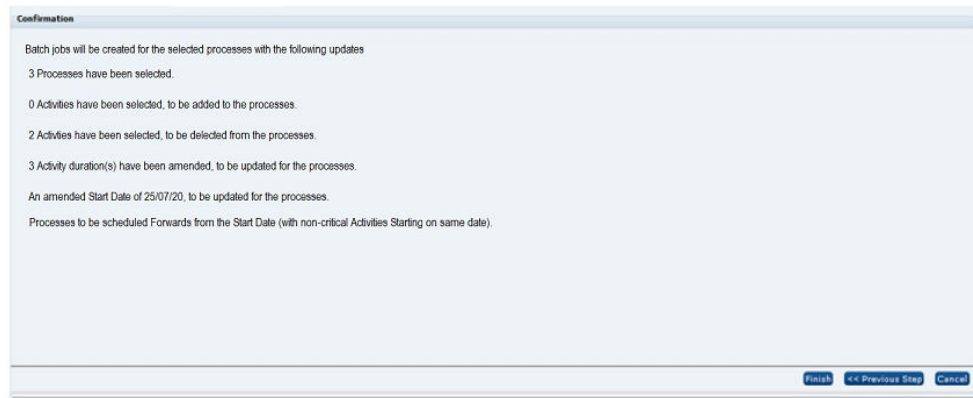 Confirmation
Batch jobs will be created for the selected processes with the following updates
3 Processes have been selected.
0 Activities have been selected, to be added to the processes.
2 Activties have been selected, to be delected from the processes.
3 Activity duration(s) have been amended, to be updated for the processes.
An amended Start Date of 25/07/20, to be updated for the processes.
Processes to be scheduled Forwards from the Start Date (with non-critical Activities Starting on same date).
Finish << Previous Step Cancel